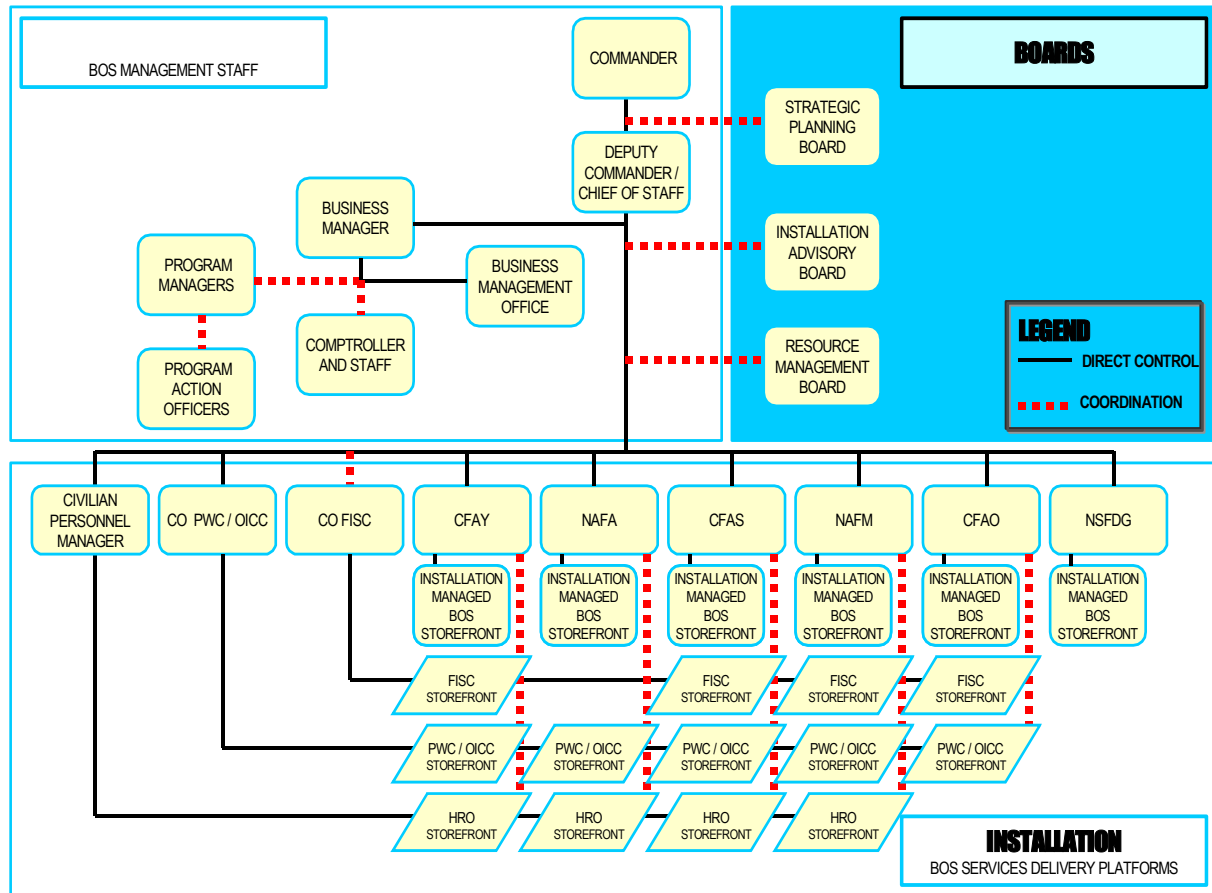 BOS MANAGEMENT STAFF
COMMANDER
BOARDS
STRATEGIC
PLANNING
BOARD
DEPUTY
COMMANDER /
CHIEF OF STAFF
BUSINESS
MANAGER
INSTALLATION
ADVISORY
BOARD
PROGRAM
MANAGERS
BUSINESS
MANAGEMENT
OFFICE
COMPTROLLER
AND STAFF
RESOURCE
MANAGEMENT
BOARD
PROGRAM
ACTION
OFFICERS
LEGEND
DIRECT CONTROL
COORDINATION
CIVILIAN
PERSONNEL
MANAGER
CO PWC / OICC
CO FISC
CFAY
NAFA
CFAS
NAFM
CFAO
NSFDG
INSTALLATION
MANAGED
BOS
STOREFRONT
INSTALLATION
MANAGED
BOS
STOREFRONT
INSTALLATION
MANAGED
BOS
STOREFRONT
INSTALLATION
MANAGED
BOS
STOREFRONT
INSTALLATION
MANAGED
BOS
STOREFRONT
INSTALLATION
MANAGED
BOS
STOREFRONT
FISC
STOREFRONT
FISC
STOREFRONT
FISC
STOREFRONT
FISC
STOREFRONT
PWC / OICC
STOREFRONT
PWC / OICC
STOREFRONT
PWC / OICC
STOREFRONT
PWC / OICC
STOREFRONT
PWC / OICC
STOREFRONT
HRO
STOREFRONT
HRO
STOREFRONT
HRO
STOREFRONT
HRO
STOREFRONT
INSTALLATION
BOS SERVICES DELIVERY PLATFORMS